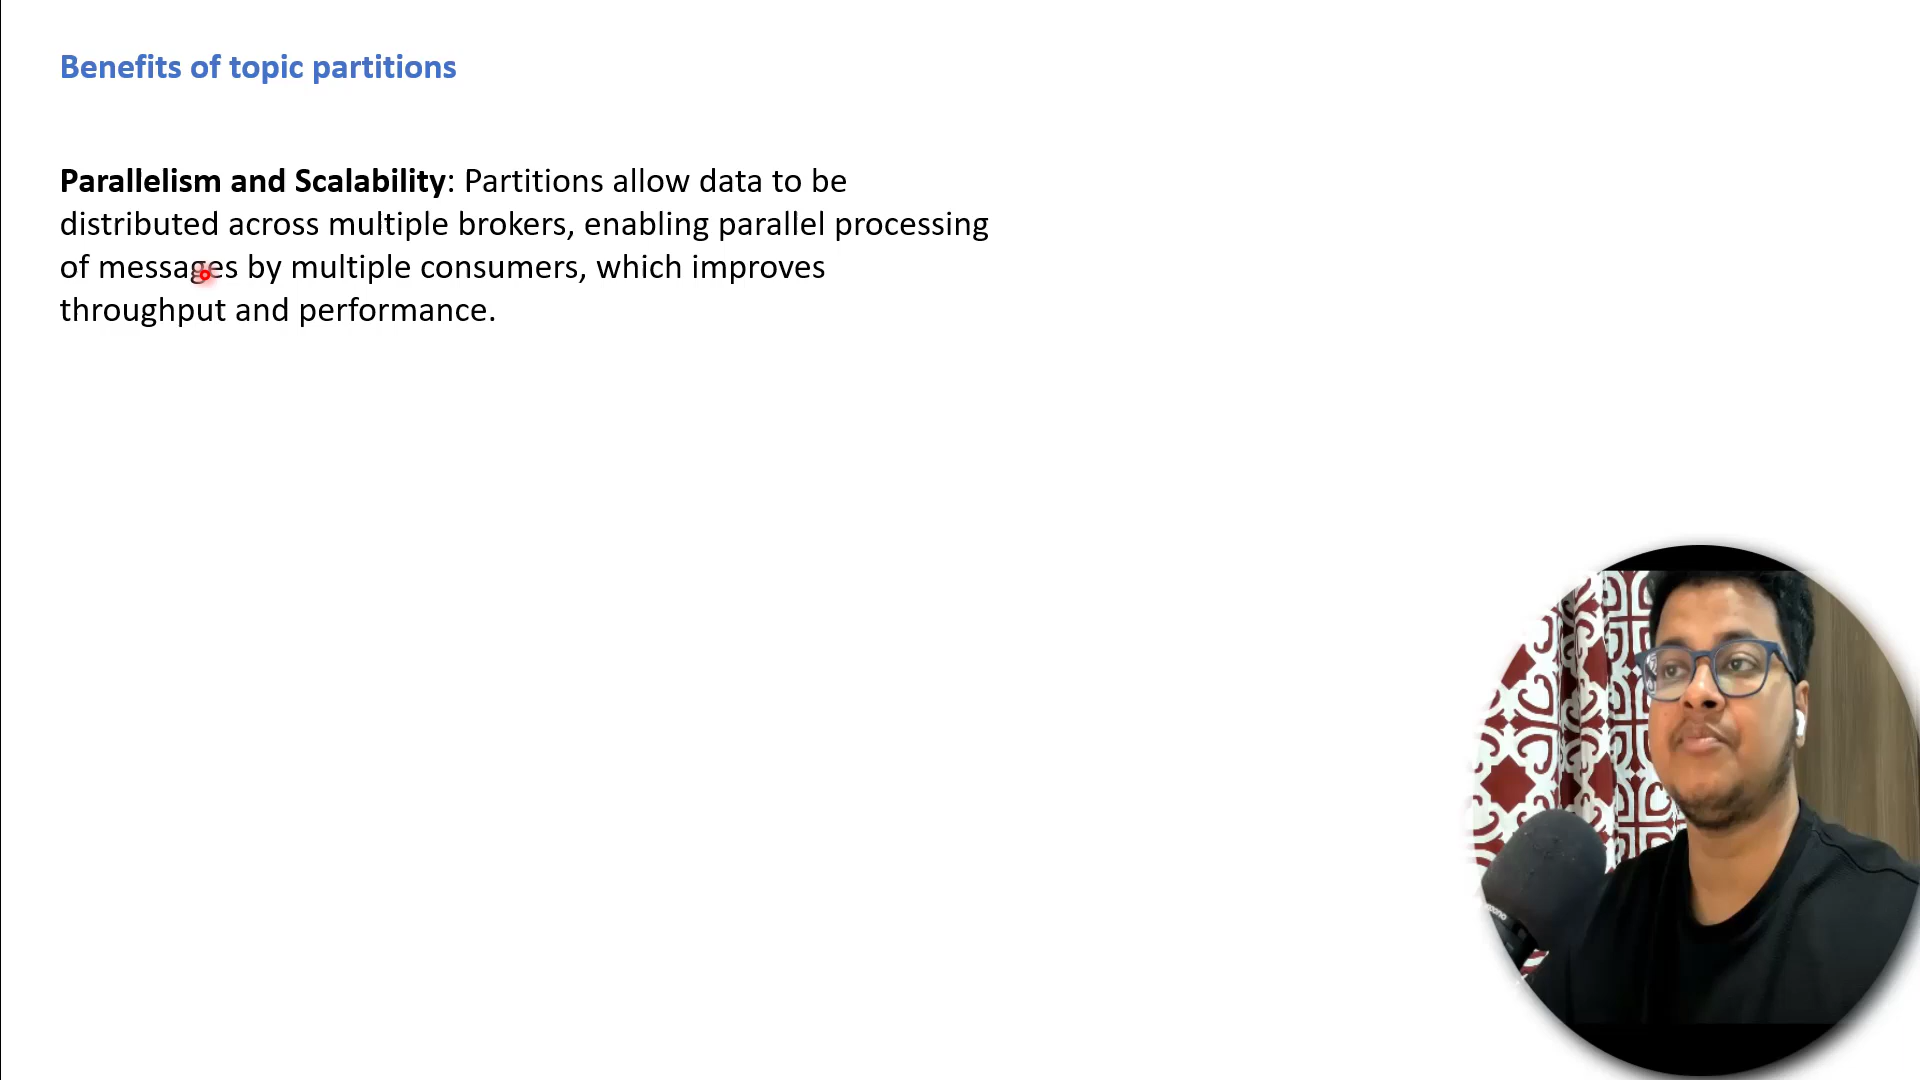 Benefits of topic partitions
Parallelism and Scalability: Partitions allow data to be
distributed across multiple brokers, enabling parallel processing
of messages by multiple consumers, which improves
throughput and performance.